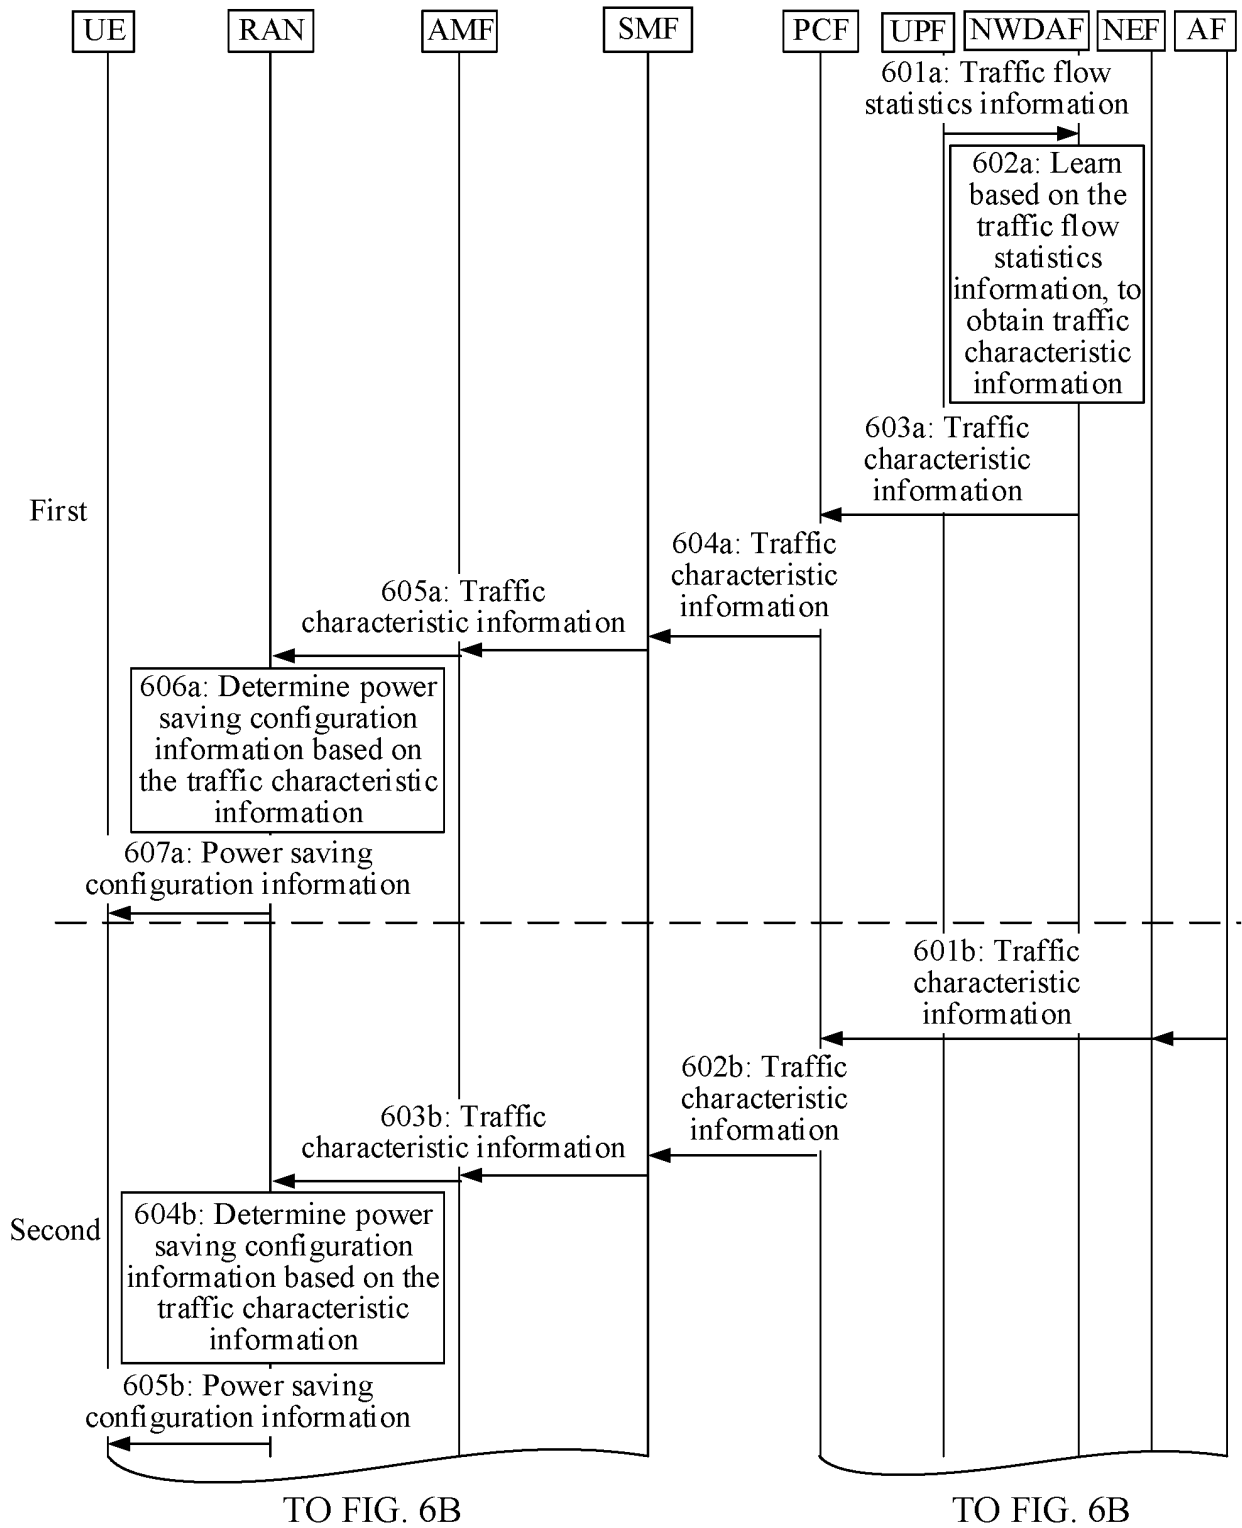 UE RAN AMF SMF PCF UPF NWDAF NEF AF
601a: Traffic flow
statistics information
602a: Learn
based on the
traffic flow
statistics
information, to
obtain traffic
characteristic
information
603a: Traffic
characteristic
information
First
604a: Traffic
characteristic
information
605a: Traffic
characteristic information
606a: Determine power
saving configuration
information based on
the traffic characteristic
information
607a: Power saving
configuration information
601b: Traffic
characteristic
information
602b: Traffic
characteristic
information
603b: Traffic
characteristic information
Second
604b: Determine power
saving configuration
information based on the
traffic characteristic
information
605b: Power saving
configuration information
TO FIG. 6B
TO FIG. 6B